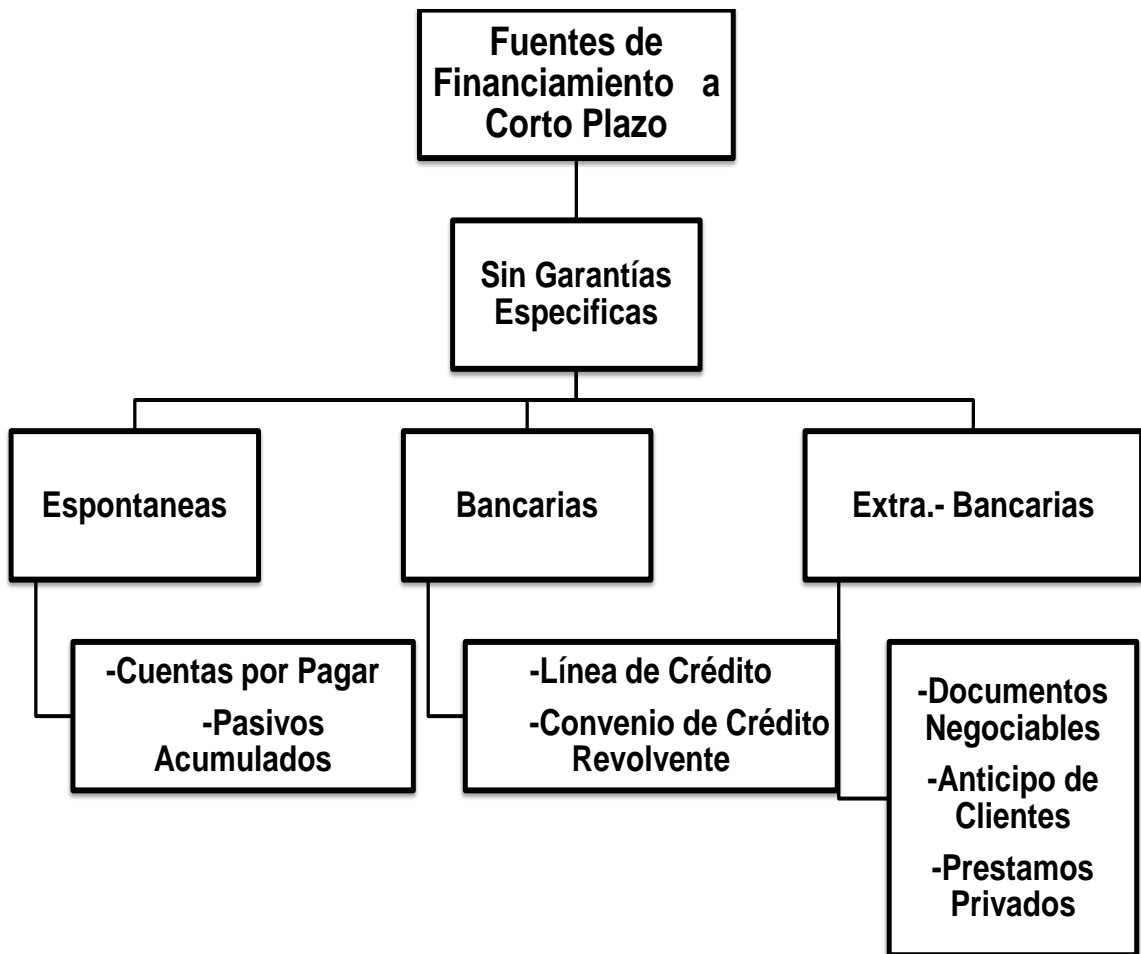 Fuentes de
Financiamiento a
Corto Plazo
Sin Garantías
Especificas
Espontaneas
Bancarias
Extra.- Bancarias
-Cuentas por Pagar
-Pasivos
Acumulados
-Línea de Crédito
-Convenio de Crédito
Revolvente
-Documentos
Negociables
-Anticipo de
Clientes
-Prestamos
Privados